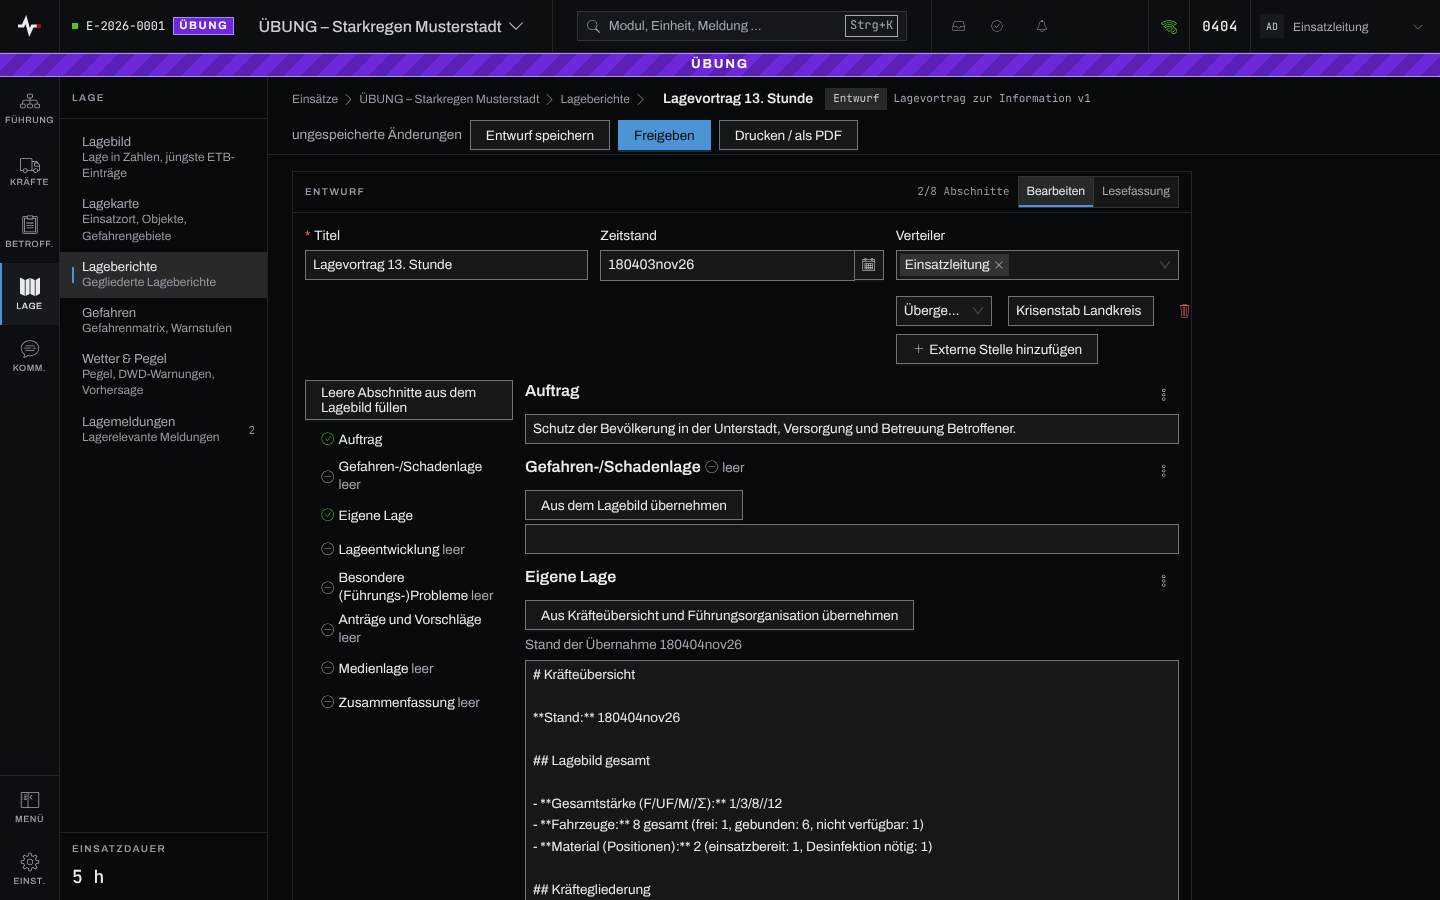 E-2026-0001 ÜBUNG ÜBUNG – Starkregen Musterstadt
Modul, Einheit, Meldung ... Strg+K
0404 AD Einsatzleitung
ÜBUNG
FÜHRUNG
KRÄFTE
BETROFF.
LAGE
KOMM.
MENÜ
EINST.
LAGE
Lagebild
Lage in Zahlen, jüngste ETB-
Einträge
Lagekarte
Einsatzort, Objekte,
Gefahrengebiete
Lageberichte
Gegliederte Lageberichte
Gefahren
Gefahrenmatrix, Warnstufen
Wetter & Pegel
Pegel, DWD-Warnungen,
Vorhersage
Lagemeldungen
Lagerelevante Meldungen 2
EINSATZDAUER
5 h
Einsätze ÜBUNG – Starkregen Musterstadt Lageberichte Lagevortrag 13. Stunde Entwurf Lagevortrag zur Information v1
ungespeicherte Änderungen Entwurf speichern Freigeben Drucken / als PDF
ENTWURF 2/8 Abschnitte Bearbeiten Lesefassung
* Titel Zeitstand Verteiler
Lagevortrag 13. Stunde 180403nov26 Einsatzleitung
Überge... Krisenstab Landkreis
Externe Stelle hinzufügen
Leere Abschnitte aus dem
Lagebild füllen
Auftrag
Gefahren-/Schadenlage
leer
Eigene Lage
Lageentwicklung leer
Besondere
(Führungs-)Probleme leer
Anträge und Vorschläge
leer
Medienlage leer
Zusammenfassung leer
Auftrag
Schutz der Bevölkerung in der Unterstadt, Versorgung und Betreuung Betroffener.
Gefahren-/Schadenlage leer
Aus dem Lagebild übernehmen
Eigene Lage
Aus Kräfteübersicht und Führungsorganisation übernehmen
Stand der Übernahme 180404nov26
# Kräfteübersicht
**Stand:** 180404nov26
## Lagebild gesamt
- **Gesamtstärke (F/UF/M//Σ):** 1/3/8//12
- **Fahrzeuge:** 8 gesamt (frei: 1, gebunden: 6, nicht verfügbar: 1)
- **Material (Positionen):** 2 (einsatzbereit: 1, Desinfektion nötig: 1)
## Kräftegliederung